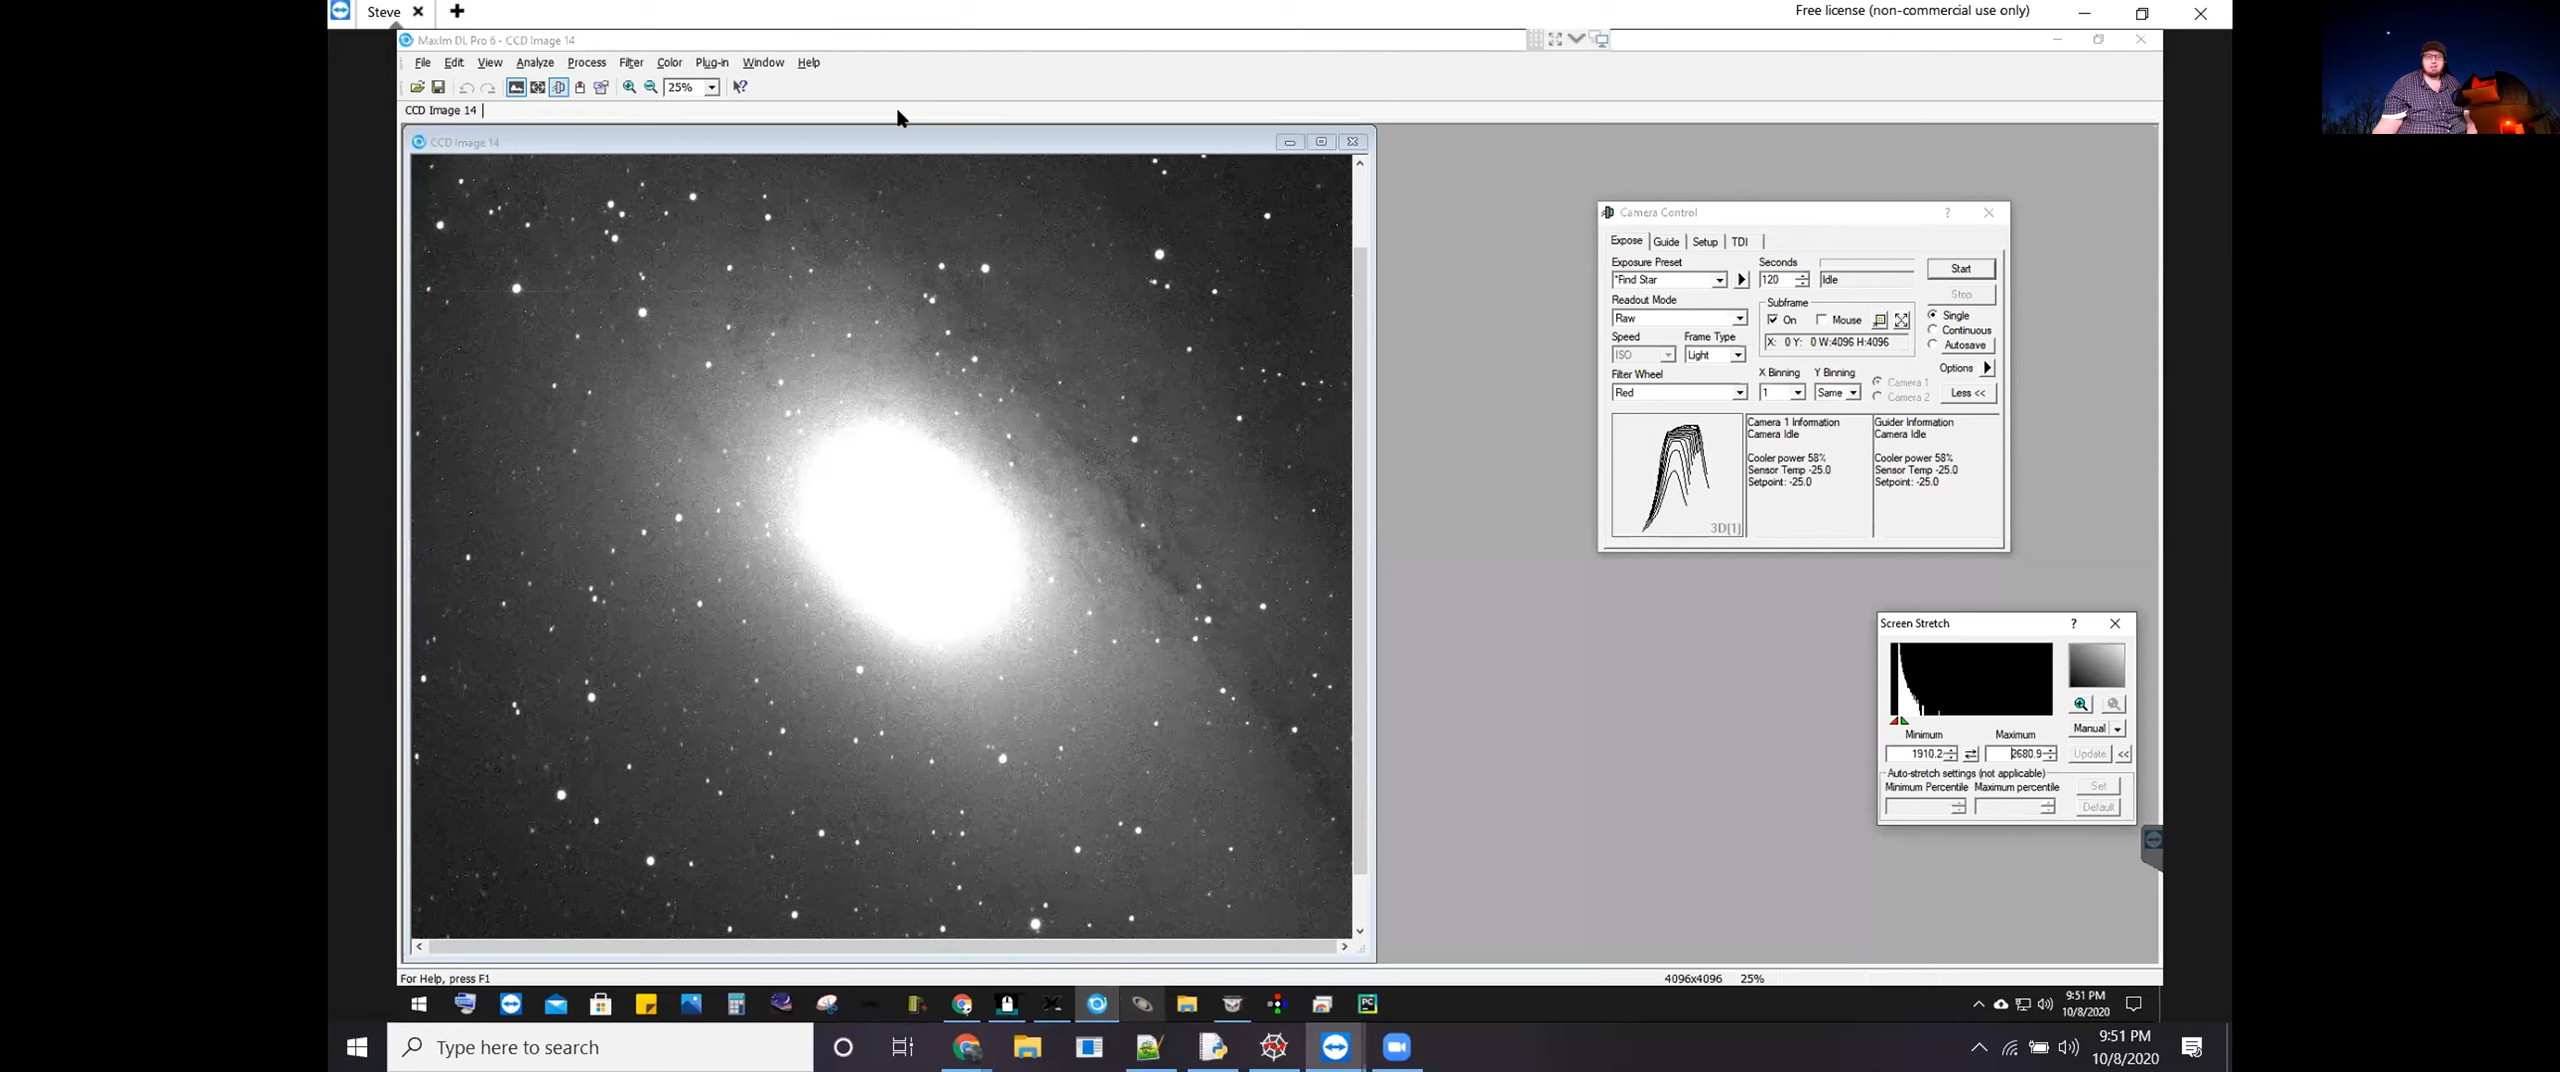 Steve
Free license (non-commercial use only)
MaxIm DL Pro 6 - CCD Image 14
File Edit View Analyze Process Filter Color Plug-in Window Help
25%
CCD Image 14
CCD Image 14
Camera Control
Expose Guide Setup TDI
Exposure Preset Seconds
*Find Star 120 Idle Start
Readout Mode Subframe Stop
Raw On Mouse Single
Speed Frame Type X: 0 Y: 0 W:4096 H:4096 Continuous
ISO Light Autosave
Filter Wheel X Binning Y Binning Options
Red 1 Same Camera 1
Camera 2 Less <<
Camera 1 Information Guider Information
Camera Idle Camera Idle
Cooler power 58% Cooler power 58%
Sensor Temp -25.0 Sensor Temp -25.0
Setpoint: -25.0 Setpoint: -25.0
3D[1]
Screen Stretch
Manual
Minimum Maximum
1910.2 2680.9 Update <<
Auto-stretch settings (not applicable)
Minimum Percentile Maximum percentile Set
Default
For Help, press F1 4096x4096 25%
9:51 PM
10/8/2020
Type here to search
9:51 PM
10/8/2020